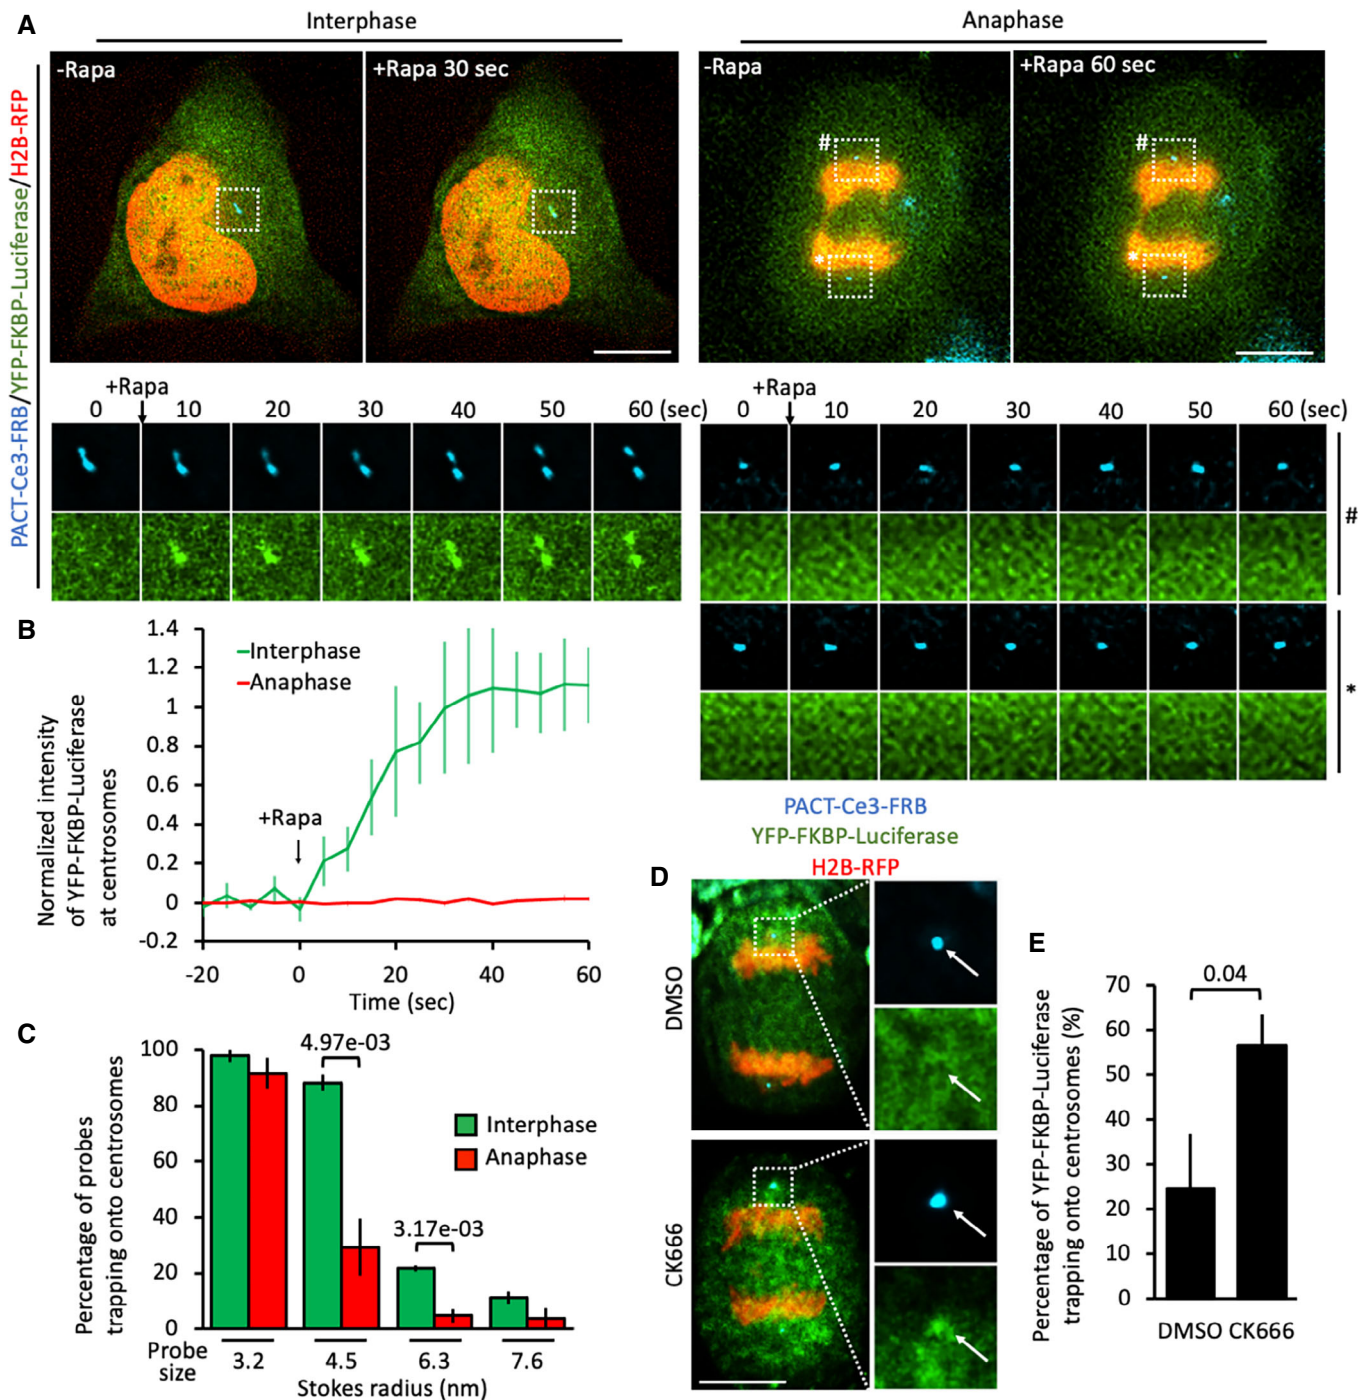 A
Interphase
Anaphase
PACT-Ce3-FRB/YFP-FKBP-Luciferase/H2B-RFP
-Rapa
+Rapa 30 sec
-Rapa
+Rapa 60 sec
#
#
*
*
+Rapa
0 10 20 30 40 50 60 (sec)
+Rapa
0 10 20 30 40 50 60 (sec)
#
*
B
Normalized intensity
of YFP-FKBP-Luciferase
at centrosomes
1.4
1.2
1
0.8
0.6
0.4
0.2
0
-0.2
Interphase
Anaphase
+Rapa
-20 0 20 40 60
Time (sec)
C
Percentage of probes
trapping onto centrosomes
100
80
60
40
20
0
4.97e-03
3.17e-03
Interphase
Anaphase
Probe
size
3.2 4.5 6.3 7.6
Stokes radius (nm)
PACT-Ce3-FRB
YFP-FKBP-Luciferase
H2B-RFP
D
DMSO
CK666
E
Percentage of YFP-FKBP-Luciferase
trapping onto centrosomes (%)
70
60
50
40
30
20
10
0
0.04
DMSO CK666